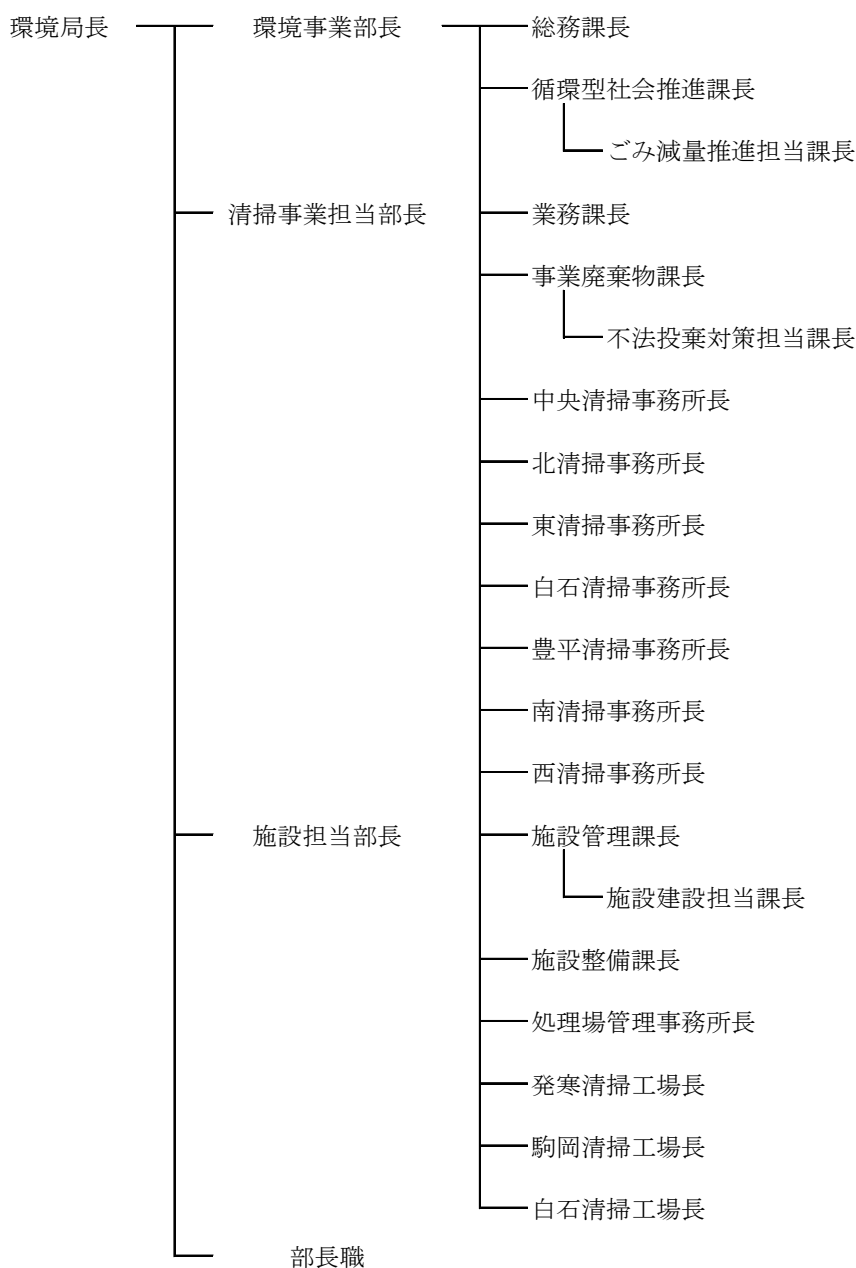 環境局長 環境事業部長 総務課長
循環型社会推進課長
ごみ減量推進担当課長
清掃事業担当部長 業務課長
事業廃棄物課長
不法投棄対策担当課長
中央清掃事務所長
北清掃事務所長
東清掃事務所長
白石清掃事務所長
豊平清掃事務所長
南清掃事務所長
西清掃事務所長
施設担当部長 施設管理課長
施設建設担当課長
施設整備課長
処理場管理事務所長
発寒清掃工場長
駒岡清掃工場長
白石清掃工場長
部長職